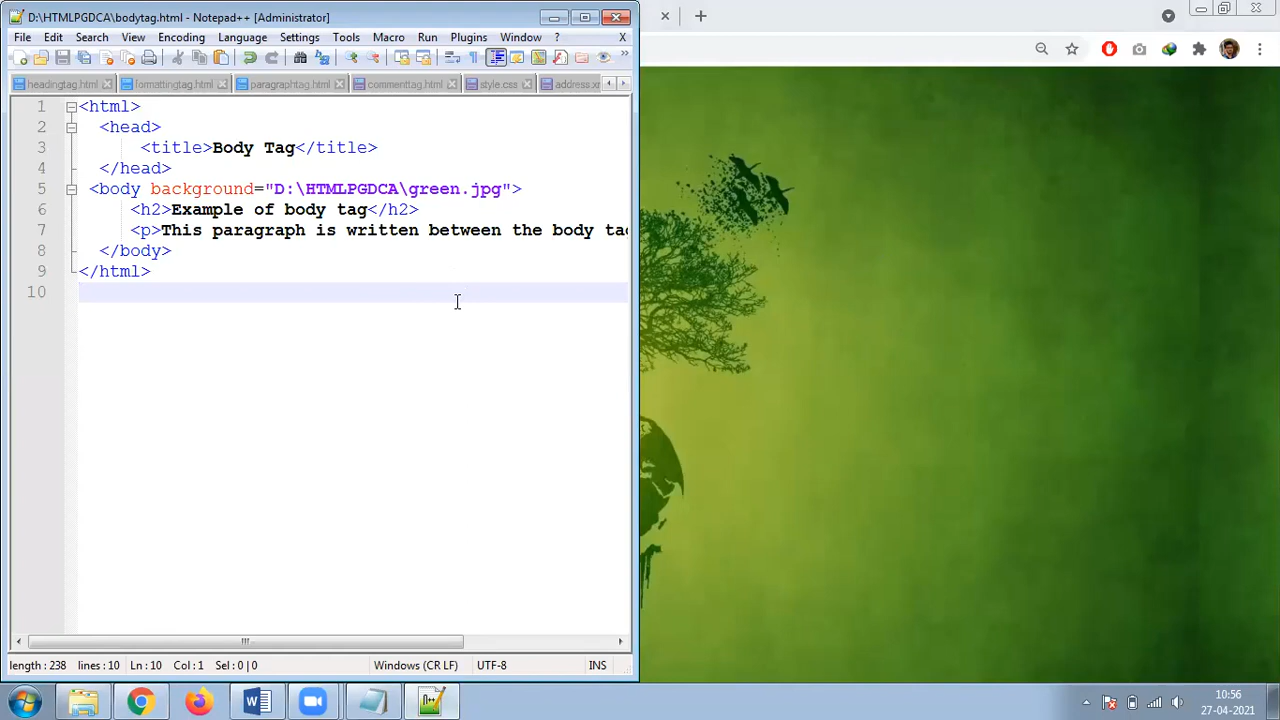 D:\HTMLPGDCA\bodytag.html - Notepad++ [Administrator]
File Edit Search View Encoding Language Settings Tools Macro Run Plugins Window ? X
headingtag.html formattingtag.html paragraphtag.html commenttag.html style.css address.xr
1 <html>
2 <head>
3 <title>Body Tag</title>
4 </head>
5 <body background="D:\HTMLPGDCA\green.jpg">
6 <h2>Example of body tag</h2>
7 <p>This paragraph is written between the body tag
8 </body>
9 </html>
10
length : 238 lines : 10 Ln : 10 Col : 1 Sel : 0 | 0 Windows (CR LF) UTF-8 INS
10:56
27-04-2021